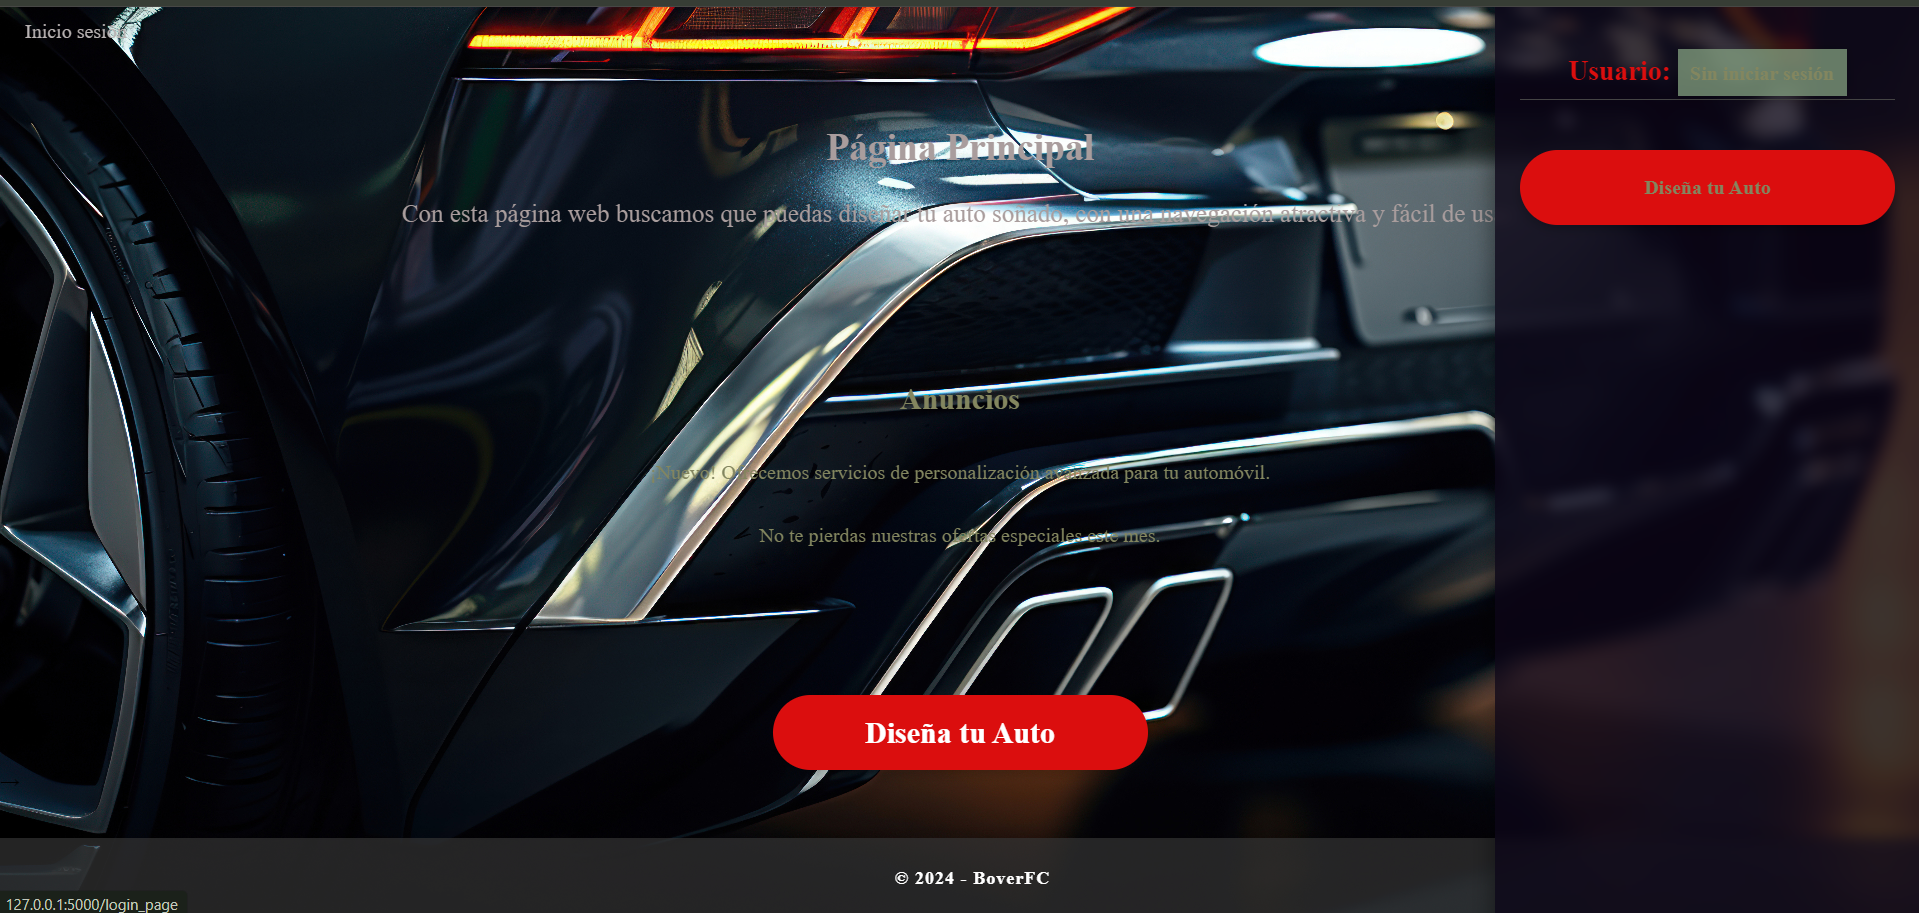 Inicio sesión
Usuario: Sin iniciar sesión
Diseña tu Auto
Página Principal
Con esta página web buscamos que puedas diseñar tu auto soñado, con una navegación atractiva y fácil de us
Anuncios
¡Nuevo! Ofrecemos servicios de personalización avanzada para tu automóvil.
No te pierdas nuestras ofertas especiales este mes.
Diseña tu Auto
© 2024 - BoverFC
127.0.0.1:5000/login_page